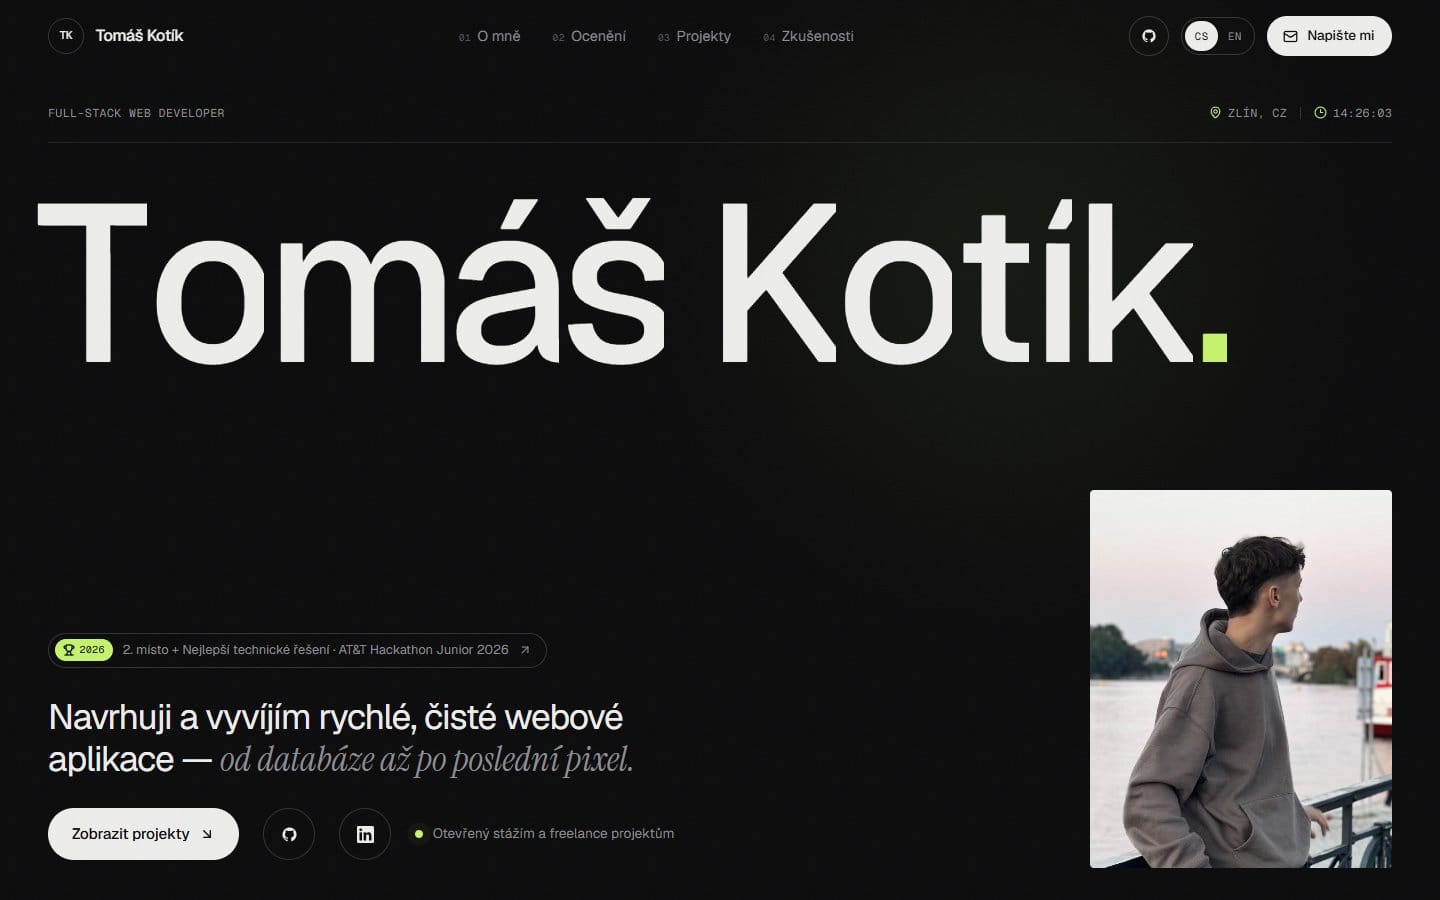 TK Tomáš Kotík
01 O mně 02 Ocenění 03 Projekty 04 Zkušenosti
CS EN Napište mi
FULL-STACK WEB DEVELOPER
ZLÍN, CZ 14:26:03
Tomáš Kotík.
2026 2. místo + Nejlepší technické řešení · AT&T Hackathon Junior 2026
Navrhuji a vyvíjím rychlé, čisté webové
aplikace — od databáze až po poslední pixel.
Zobrazit projekty
in
Otevřený stážím a freelance projektům